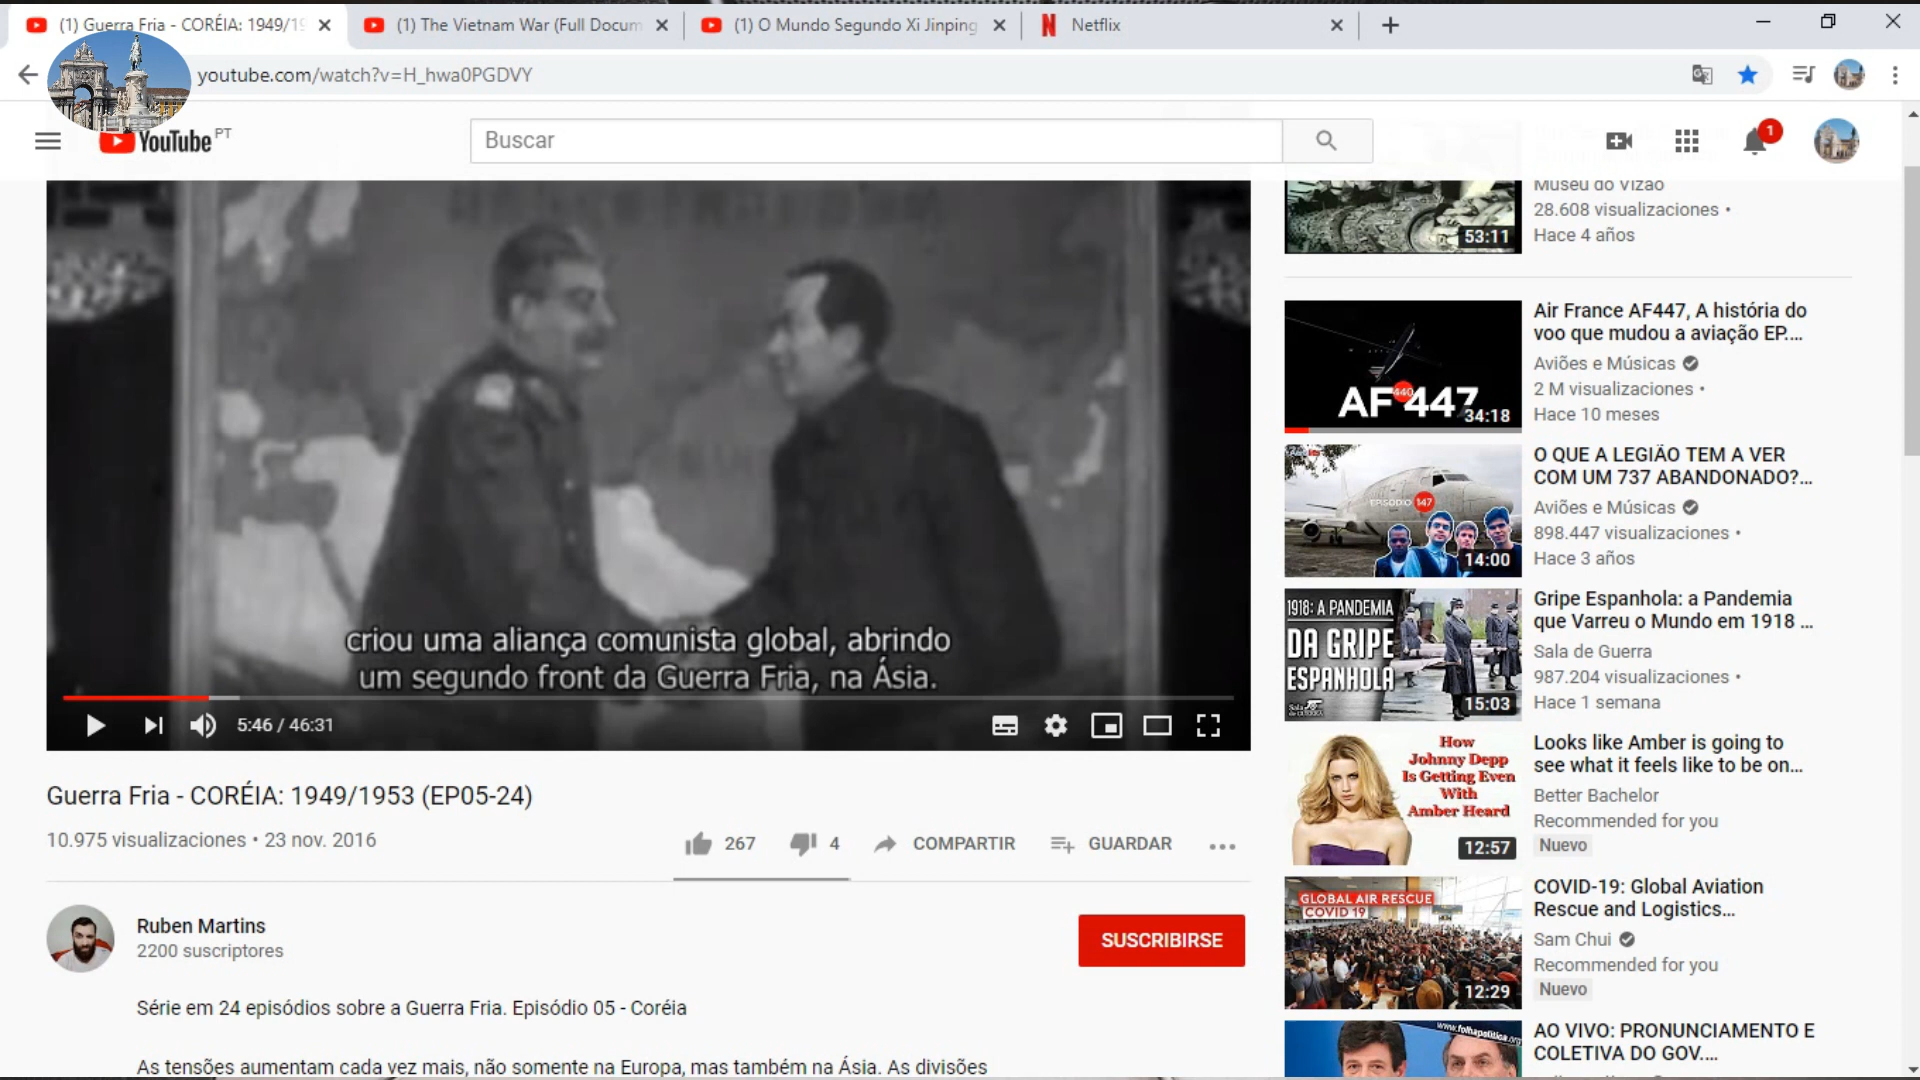 (1) Guerra Fria - CORÉIA: 1949/19
(1) The Vietnam War (Full Docum
(1) O Mundo Segundo Xi Jinping
Netflix
youtube.com/watch?v=H_hwa0PGDVY
YouTube PT
Buscar
1
criou uma aliança comunista global, abrindo
um segundo front da Guerra Fria, na Ásia.
5:46 / 46:31
Guerra Fria - CORÉIA: 1949/1953 (EP05-24)
10.975 visualizaciones • 23 nov. 2016
267
4
COMPARTIR
GUARDAR
Ruben Martins
2200 suscriptores
SUSCRIBIRSE
Série em 24 episódios sobre a Guerra Fria. Episódio 05 - Coréia
As tensões aumentam cada vez mais, não somente na Europa, mas também na Ásia. As divisões
53:11
Museu do Vizao
28.608 visualizaciones •
Hace 4 años
AF 447
440
34:18
Air France AF447, A história do
voo que mudou a aviação EP....
Aviões e Músicas
2 M visualizaciones •
Hace 10 meses
EPISÓDIO 147
14:00
O QUE A LEGIÃO TEM A VER
COM UM 737 ABANDONADO?...
Aviões e Músicas
898.447 visualizaciones •
Hace 3 años
1918: A PANDEMIA
DA GRIPE
ESPANHOLA
15:03
Gripe Espanhola: a Pandemia
que Varreu o Mundo em 1918 ...
Sala de Guerra
987.204 visualizaciones •
Hace 1 semana
How
Johnny Depp
Is Getting Even
With
Amber Heard
12:57
Looks like Amber is going to
see what it feels like to be on...
Better Bachelor
Recommended for you
Nuevo
GLOBAL AIR RESCUE
COVID 19
12:29
COVID-19: Global Aviation
Rescue and Logistics...
Sam Chui
Recommended for you
Nuevo
www.folhapolitica.org
AO VIVO: PRONUNCIAMENTO E
COLETIVA DO GOV....